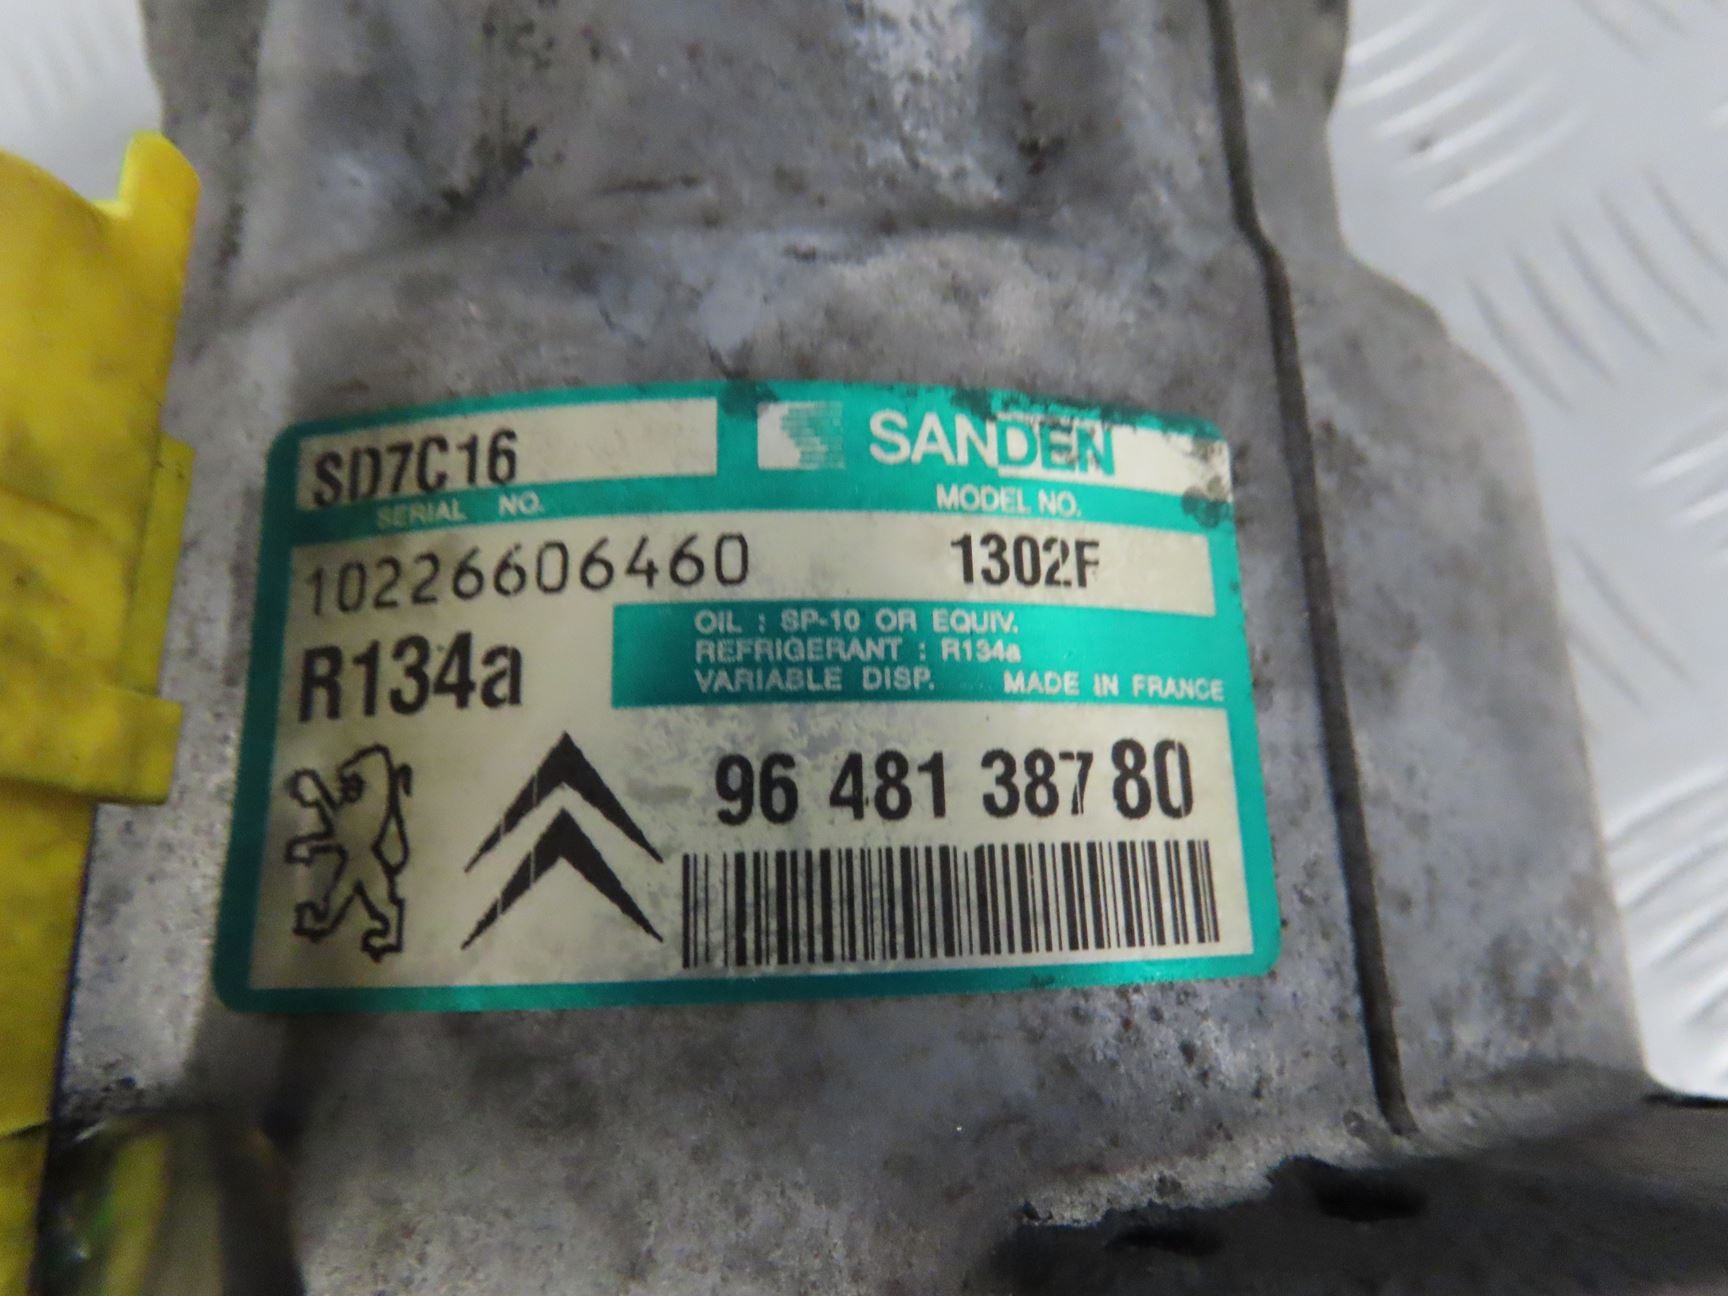 SD7C16 SANDEN
SERIAL NO. MODEL NO.
10226606460 1302F
R134a
OIL : SP-10 OR EQUIV.
REFRIGERANT : R134a
VARIABLE DISP. MADE IN FRANCE
96 481 387 80